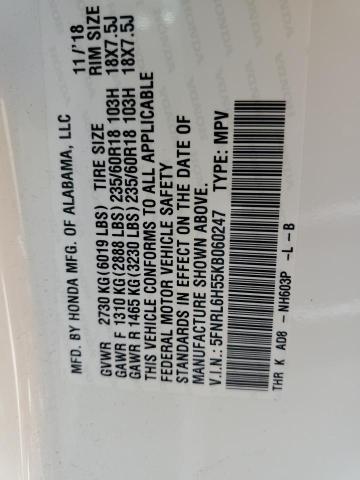 MFD. BY HONDA MFG. OF ALABAMA, LLC 11/'18
GVWR 2730 KG(6019 LBS) TIRE SIZE RIM SIZE
GAWR F 1310 KG(2888 LBS) 235/60R18 103H 18X7.5J
GAWR R 1465 KG(3230 LBS) 235/60R18 103H 18X7.5J
THIS VEHICLE CONFORMS TO ALL APPLICABLE
FEDERAL MOTOR VEHICLE SAFETY
STANDARDS IN EFFECT ON THE DATE OF
MANUFACTURE SHOWN ABOVE.
V.I.N.: 5FNRL6H55KB060247 TYPE: MPV
THR K A08 - NH603P -L-B